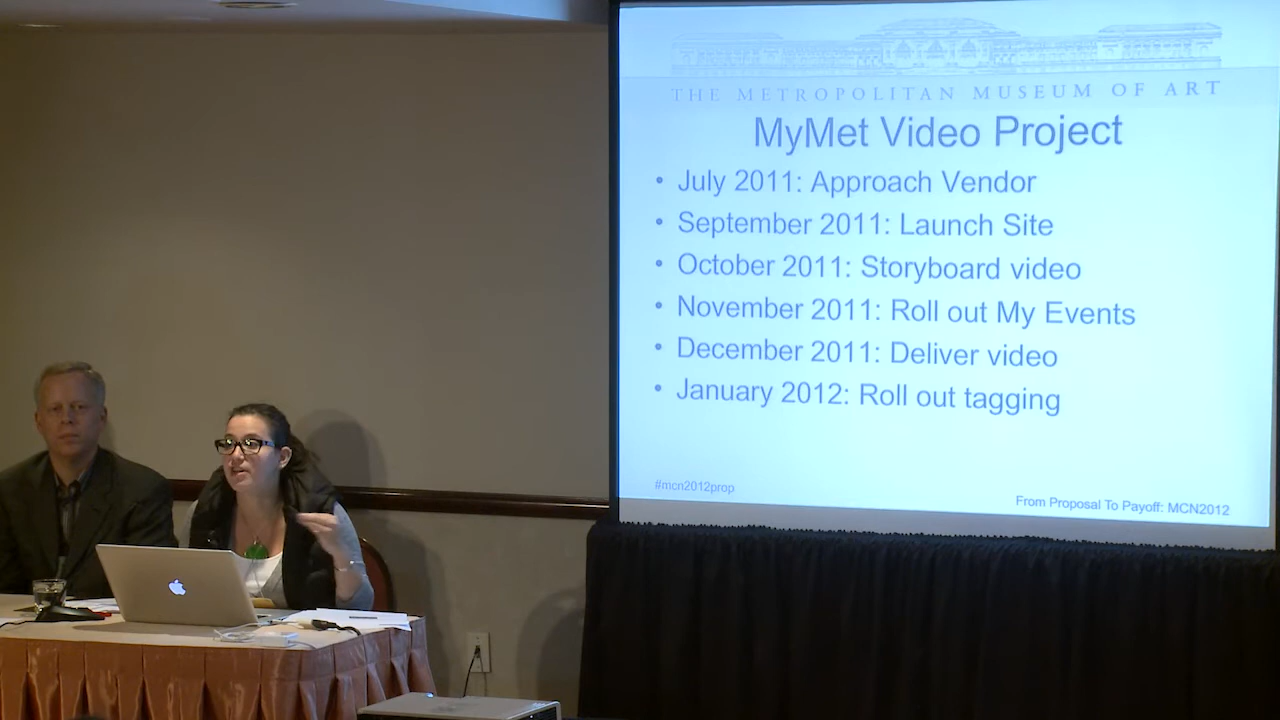 THE METROPOLITAN MUSEUM OF ART
MyMet Video Project
• July 2011: Approach Vendor
• September 2011: Launch Site
• October 2011: Storyboard video
• November 2011: Roll out My Events
• December 2011: Deliver video
• January 2012: Roll out tagging
#mcn2012prop
From Proposal To Payoff: MCN2012